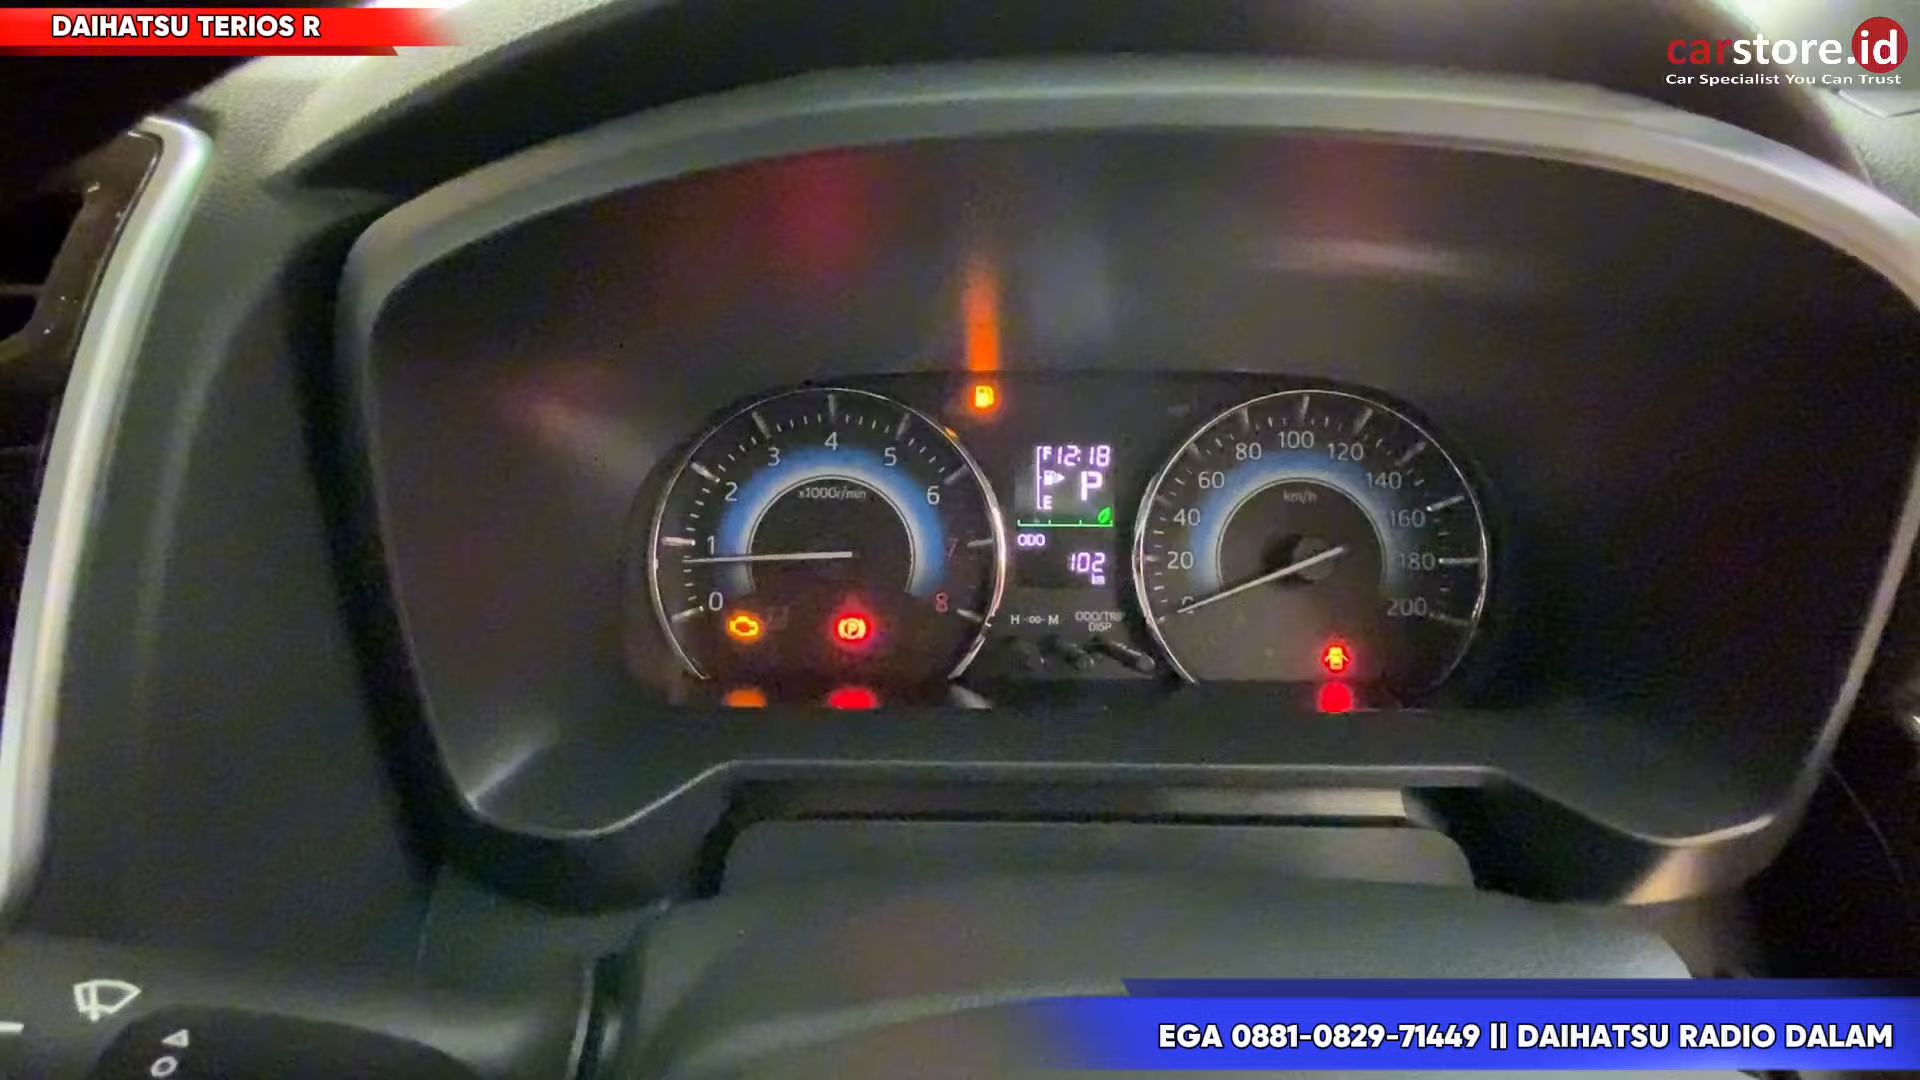 DAIHATSU TERIOS R
carstore.id
Car Specialist You Can Trust
4
3
5
2
6
x1000r/min
1
7
0
8
F 12:18
P
E
ODO
102
km
H -00- M
ODO/TRIP
DISP
100
80
120
60
140
km/h
40
160
20
180
0
200
P
EGA 0881-0829-71449 || DAIHATSU RADIO DALAM